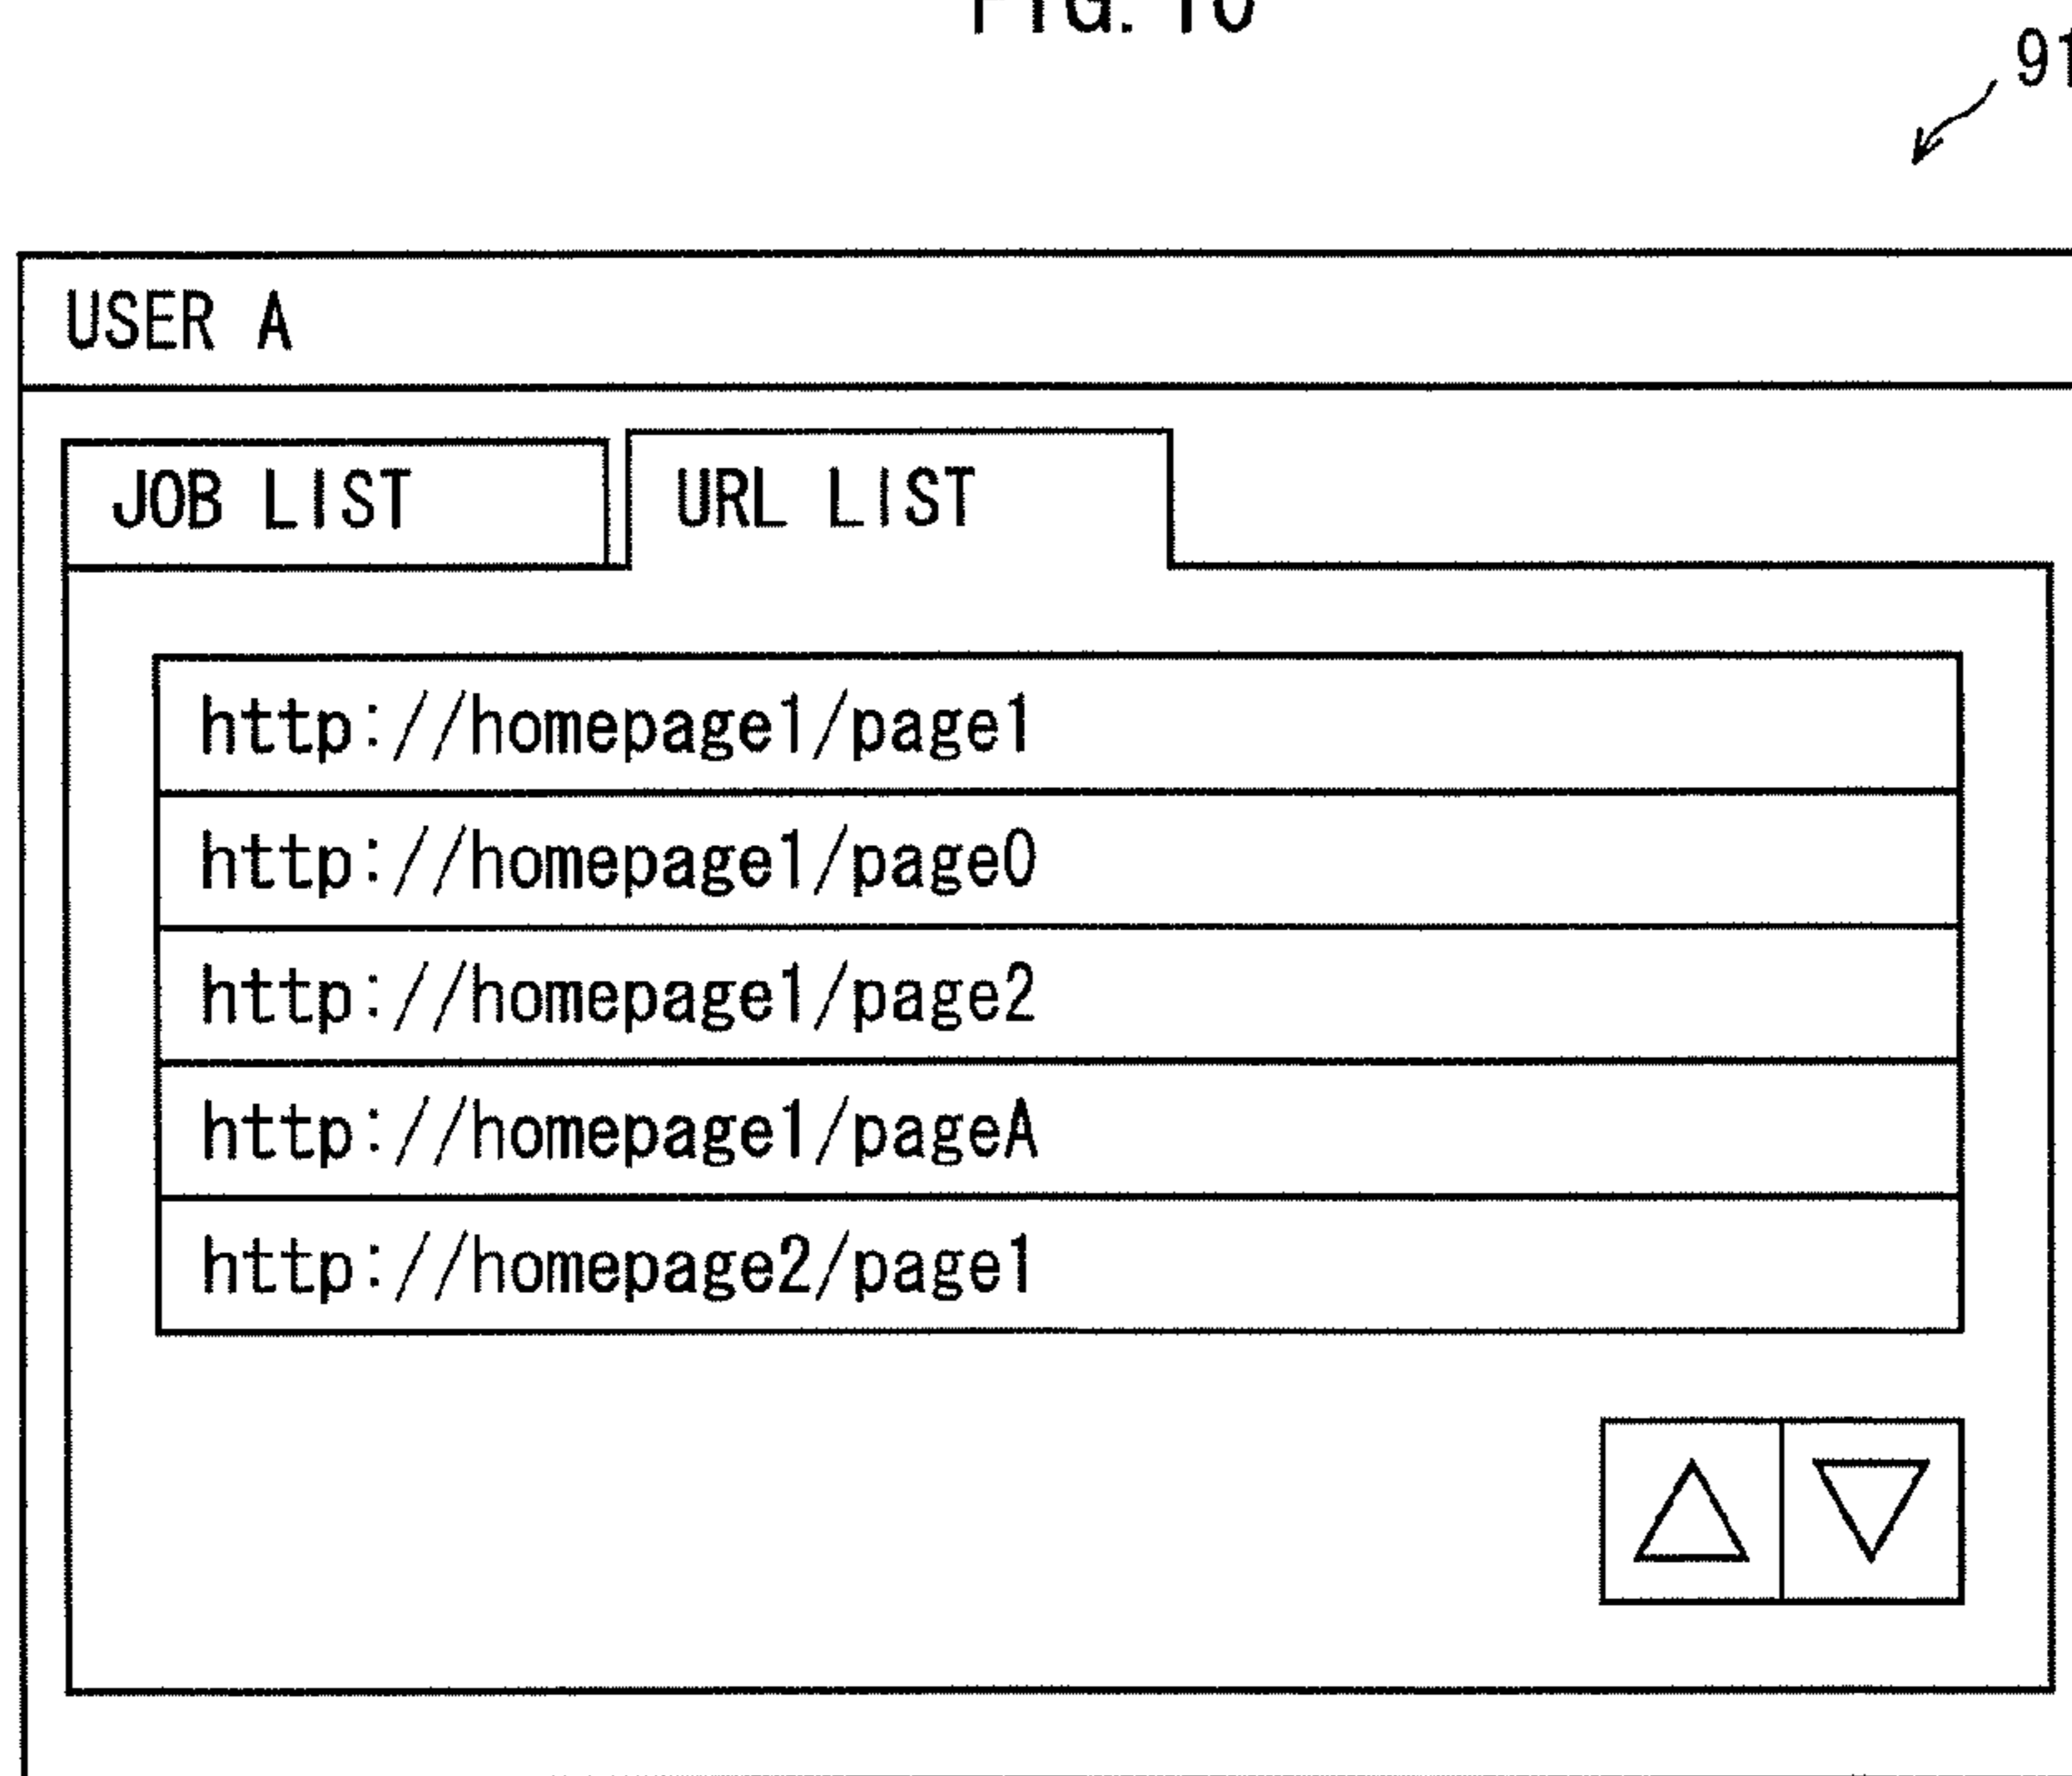 91
USER A
JOB LIST
URL LIST
http://homepage1/page1
http://homepage1/page0
http://homepage1/page2
http://homepage1/pageA
http://homepage2/page1